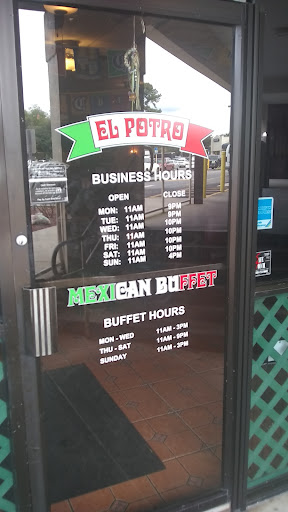 EL POTRO
BUSINESS HOURS
OPEN CLOSE
MON: 11AM 9PM
TUE: 11AM 9PM
WED: 11AM 10PM
THU: 11AM 10PM
FRI: 11AM 10PM
SAT: 11AM 10PM
SUN: 11AM 4PM
MEXICAN BUFFET
BUFFET HOURS
MON - WED 11AM - 3PM
THU - SAT 11AM - 9PM
SUNDAY 11AM - 3PM